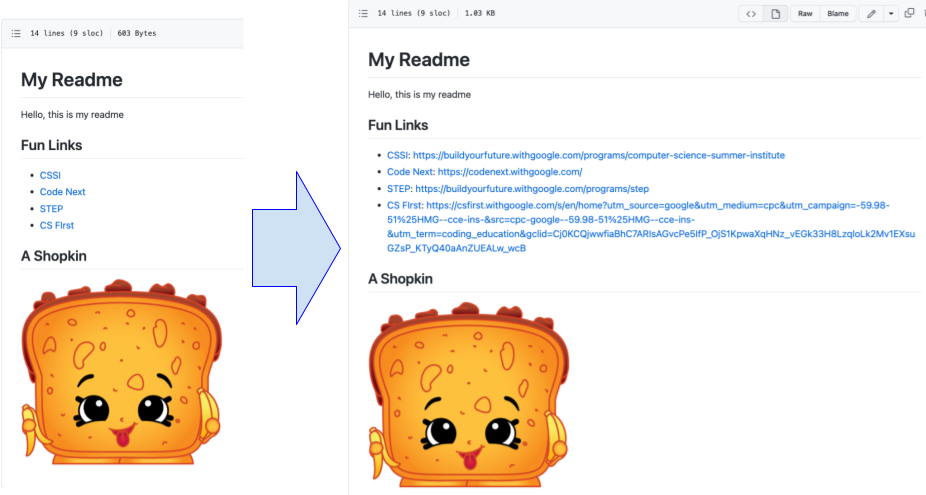 14 lines (9 sloc) 603 Bytes
My Readme
Hello, this is my readme
Fun Links
CSSI
Code Next
STEP
CS FIrst
A Shopkin
14 lines (9 sloc) 1.03 KB
Raw Blame
My Readme
Hello, this is my readme
Fun Links
CSSI: https://buildyourfuture.withgoogle.com/programs/computer-science-summer-institute
Code Next: https://codenext.withgoogle.com/
STEP: https://buildyourfuture.withgoogle.com/programs/step
CS FIrst: https://csfirst.withgoogle.com/s/en/home?utm_source=google&utm_medium=cpc&utm_campaign=-59.98-
51%25HMG--cce-ins-&src=cpc-google--59.98-51%25HMG--cce-ins-
&utm_term=coding_education&gclid=Cj0KCQjwwfiaBhC7ARIsAGvcPe5IfP_OjS1KpwaXqHNz_vEGk33H8LzqloLk2Mv1EXsu
GZsP_KTyQ40aAnZUEALw_wcB
A Shopkin